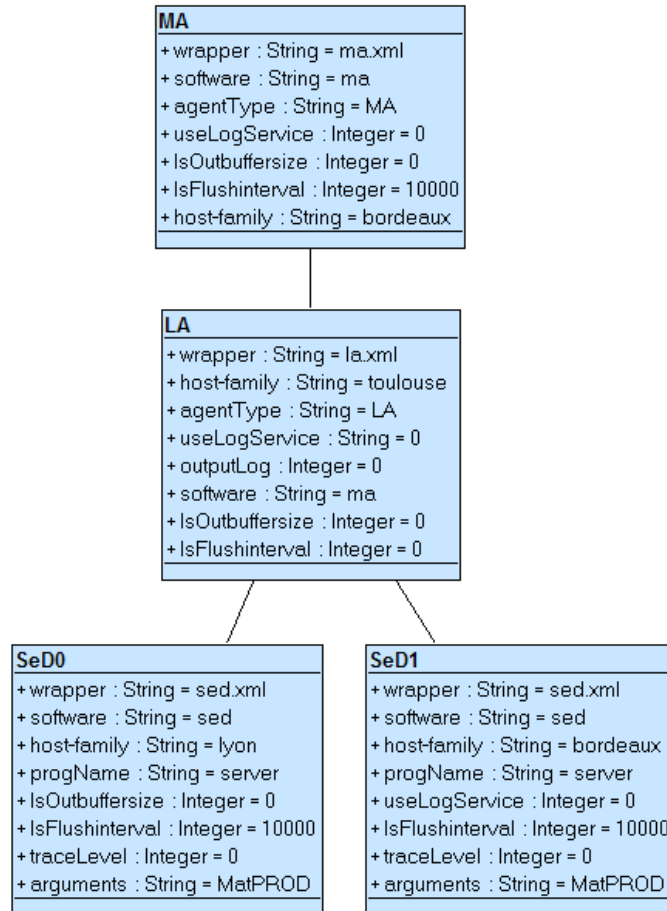 MA
+ wrapper : String = ma.xml
+ software : String = ma
+ agentType : String = MA
+ useLogService : Integer = 0
+ lsOutbuffersize : Integer = 0
+ lsFlushinterval : Integer = 10000
+ host-family : String = bordeaux
LA
+ wrapper : String = la.xml
+ host-family : String = toulouse
+ agentType : String = LA
+ useLogService : String = 0
+ outputLog : Integer = 0
+ software : String = ma
+ lsOutbuffersize : Integer = 0
+ lsFlushinterval : Integer = 0
SeD0
+ wrapper : String = sed.xml
+ software : String = sed
+ host-family : String = lyon
+ progName : String = server
+ lsOutbuffersize : Integer = 0
+ lsFlushinterval : Integer = 10000
+ traceLevel : Integer = 0
+ arguments : String = MatPROD
SeD1
+ wrapper : String = sed.xml
+ software : String = sed
+ host-family : String = bordeaux
+ progName : String = server
+ useLogService : Integer = 0
+ lsFlushinterval : Integer = 10000
+ traceLevel : Integer = 0
+ arguments : String = MatPROD